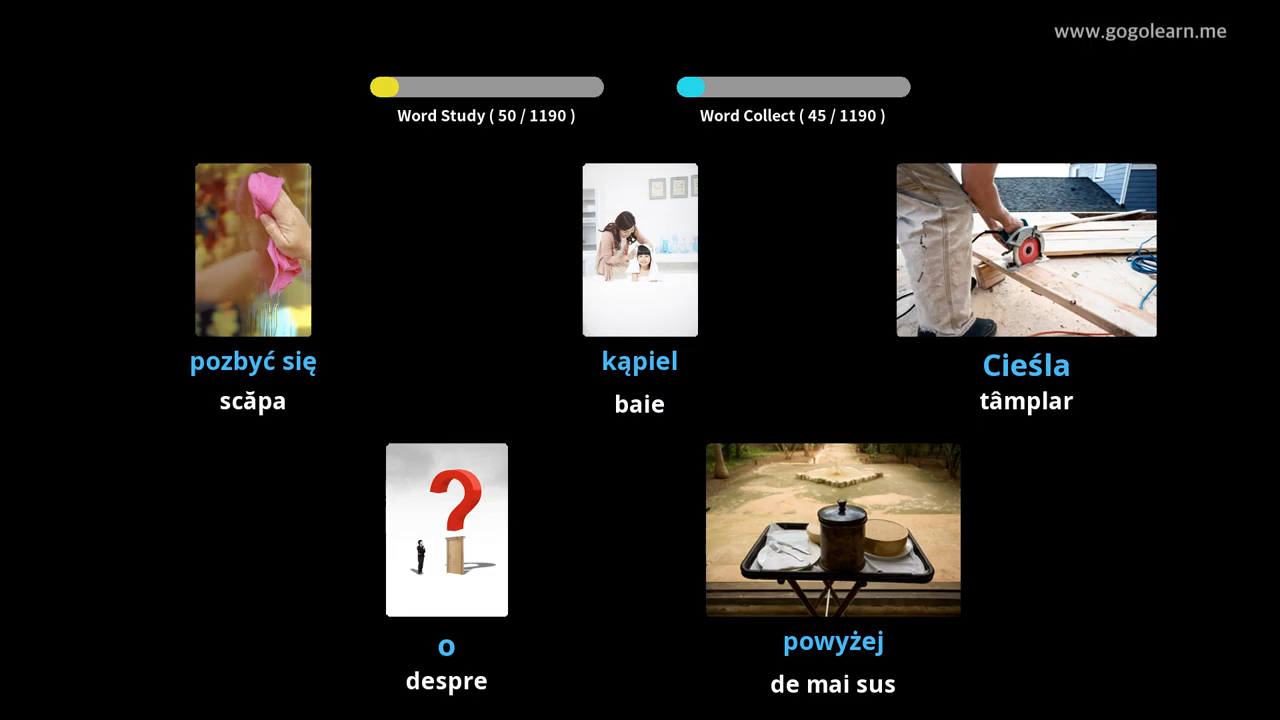 www.gogolearn.me
Word Study ( 50 / 1190 )
Word Collect ( 45 / 1190 )
pozbyć się
scăpa
kąpiel
baie
Cieśla
tâmplar
?
o
despre
powyżej
de mai sus